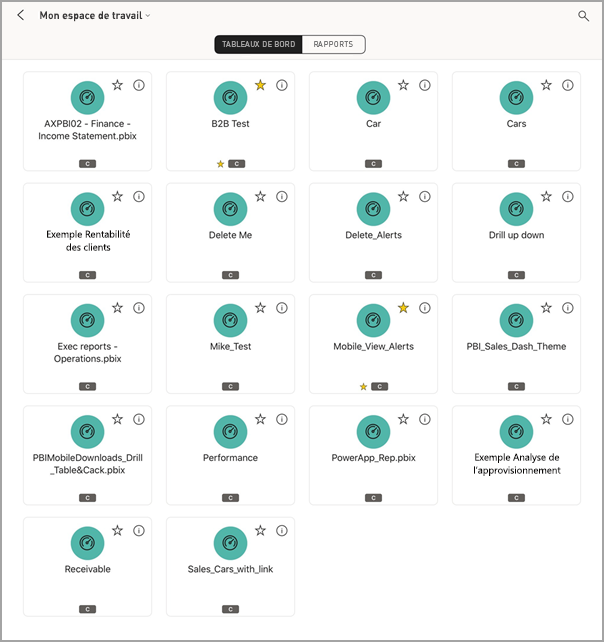 Mon espace de travail
TABLEAUX DE BORD RAPPORTS
AXPBI02 - Finance -
Income Statement.pbix
C
B2B Test
C
Car
C
Cars
C
Exemple Rentabilité
des clients
C
Delete Me
C
Delete_Alerts
C
Drill up down
C
Exec reports -
Operations.pbix
C
Mike_Test
C
Mobile_View_Alerts
C
PBI_Sales_Dash_Theme
C
PBIMobileDownloads_Drill
_Table&Cack.pbix
C
Performance
C
PowerApp_Rep.pbix
C
Exemple Analyse de
l'approvisionnement
C
Receivable
C
Sales_Cars_with_link
C